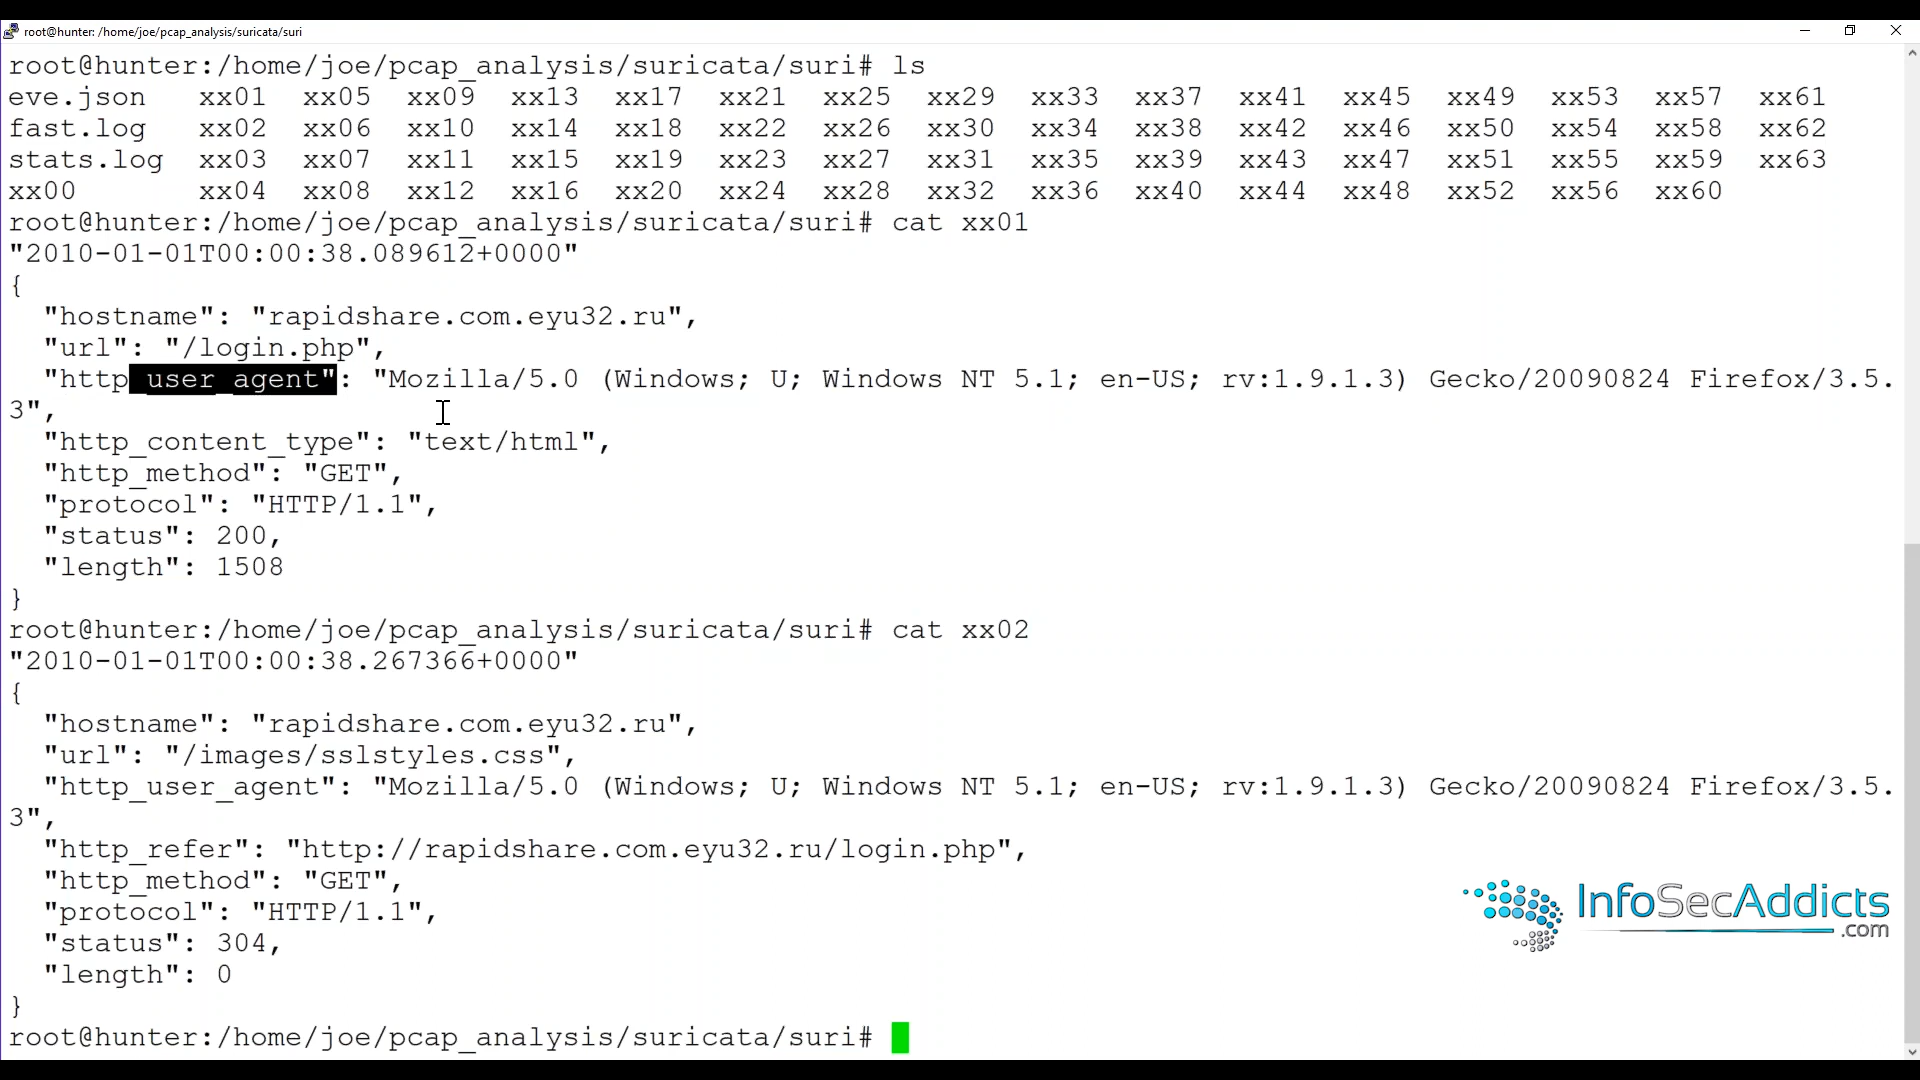 root@hunter: /home/joe/pcap_analysis/suricata/suri
root@hunter:/home/joe/pcap_analysis/suricata/suri# ls
eve.json xx01 xx05 xx09 xx13 xx17 xx21 xx25 xx29 xx33 xx37 xx41 xx45 xx49 xx53 xx57 xx61
fast.log xx02 xx06 xx10 xx14 xx18 xx22 xx26 xx30 xx34 xx38 xx42 xx46 xx50 xx54 xx58 xx62
stats.log xx03 xx07 xx11 xx15 xx19 xx23 xx27 xx31 xx35 xx39 xx43 xx47 xx51 xx55 xx59 xx63
xx00 xx04 xx08 xx12 xx16 xx20 xx24 xx28 xx32 xx36 xx40 xx44 xx48 xx52 xx56 xx60
root@hunter:/home/joe/pcap_analysis/suricata/suri# cat xx01
"2010-01-01T00:00:38.089612+0000"
{
  "hostname": "rapidshare.com.eyu32.ru",
  "url": "/login.php",
  "http_user_agent": "Mozilla/5.0 (Windows; U; Windows NT 5.1; en-US; rv:1.9.1.3) Gecko/20090824 Firefox/3.5.
3",
  "http_content_type": "text/html",
  "http_method": "GET",
  "protocol": "HTTP/1.1",
  "status": 200,
  "length": 1508
}
root@hunter:/home/joe/pcap_analysis/suricata/suri# cat xx02
"2010-01-01T00:00:38.267366+0000"
{
  "hostname": "rapidshare.com.eyu32.ru",
  "url": "/images/sslstyles.css",
  "http_user_agent": "Mozilla/5.0 (Windows; U; Windows NT 5.1; en-US; rv:1.9.1.3) Gecko/20090824 Firefox/3.5.
3",
  "http_refer": "http://rapidshare.com.eyu32.ru/login.php",
  "http_method": "GET",
  "protocol": "HTTP/1.1",
  "status": 304,
  "length": 0
}
root@hunter:/home/joe/pcap_analysis/suricata/suri#
InfoSecAddicts
.com